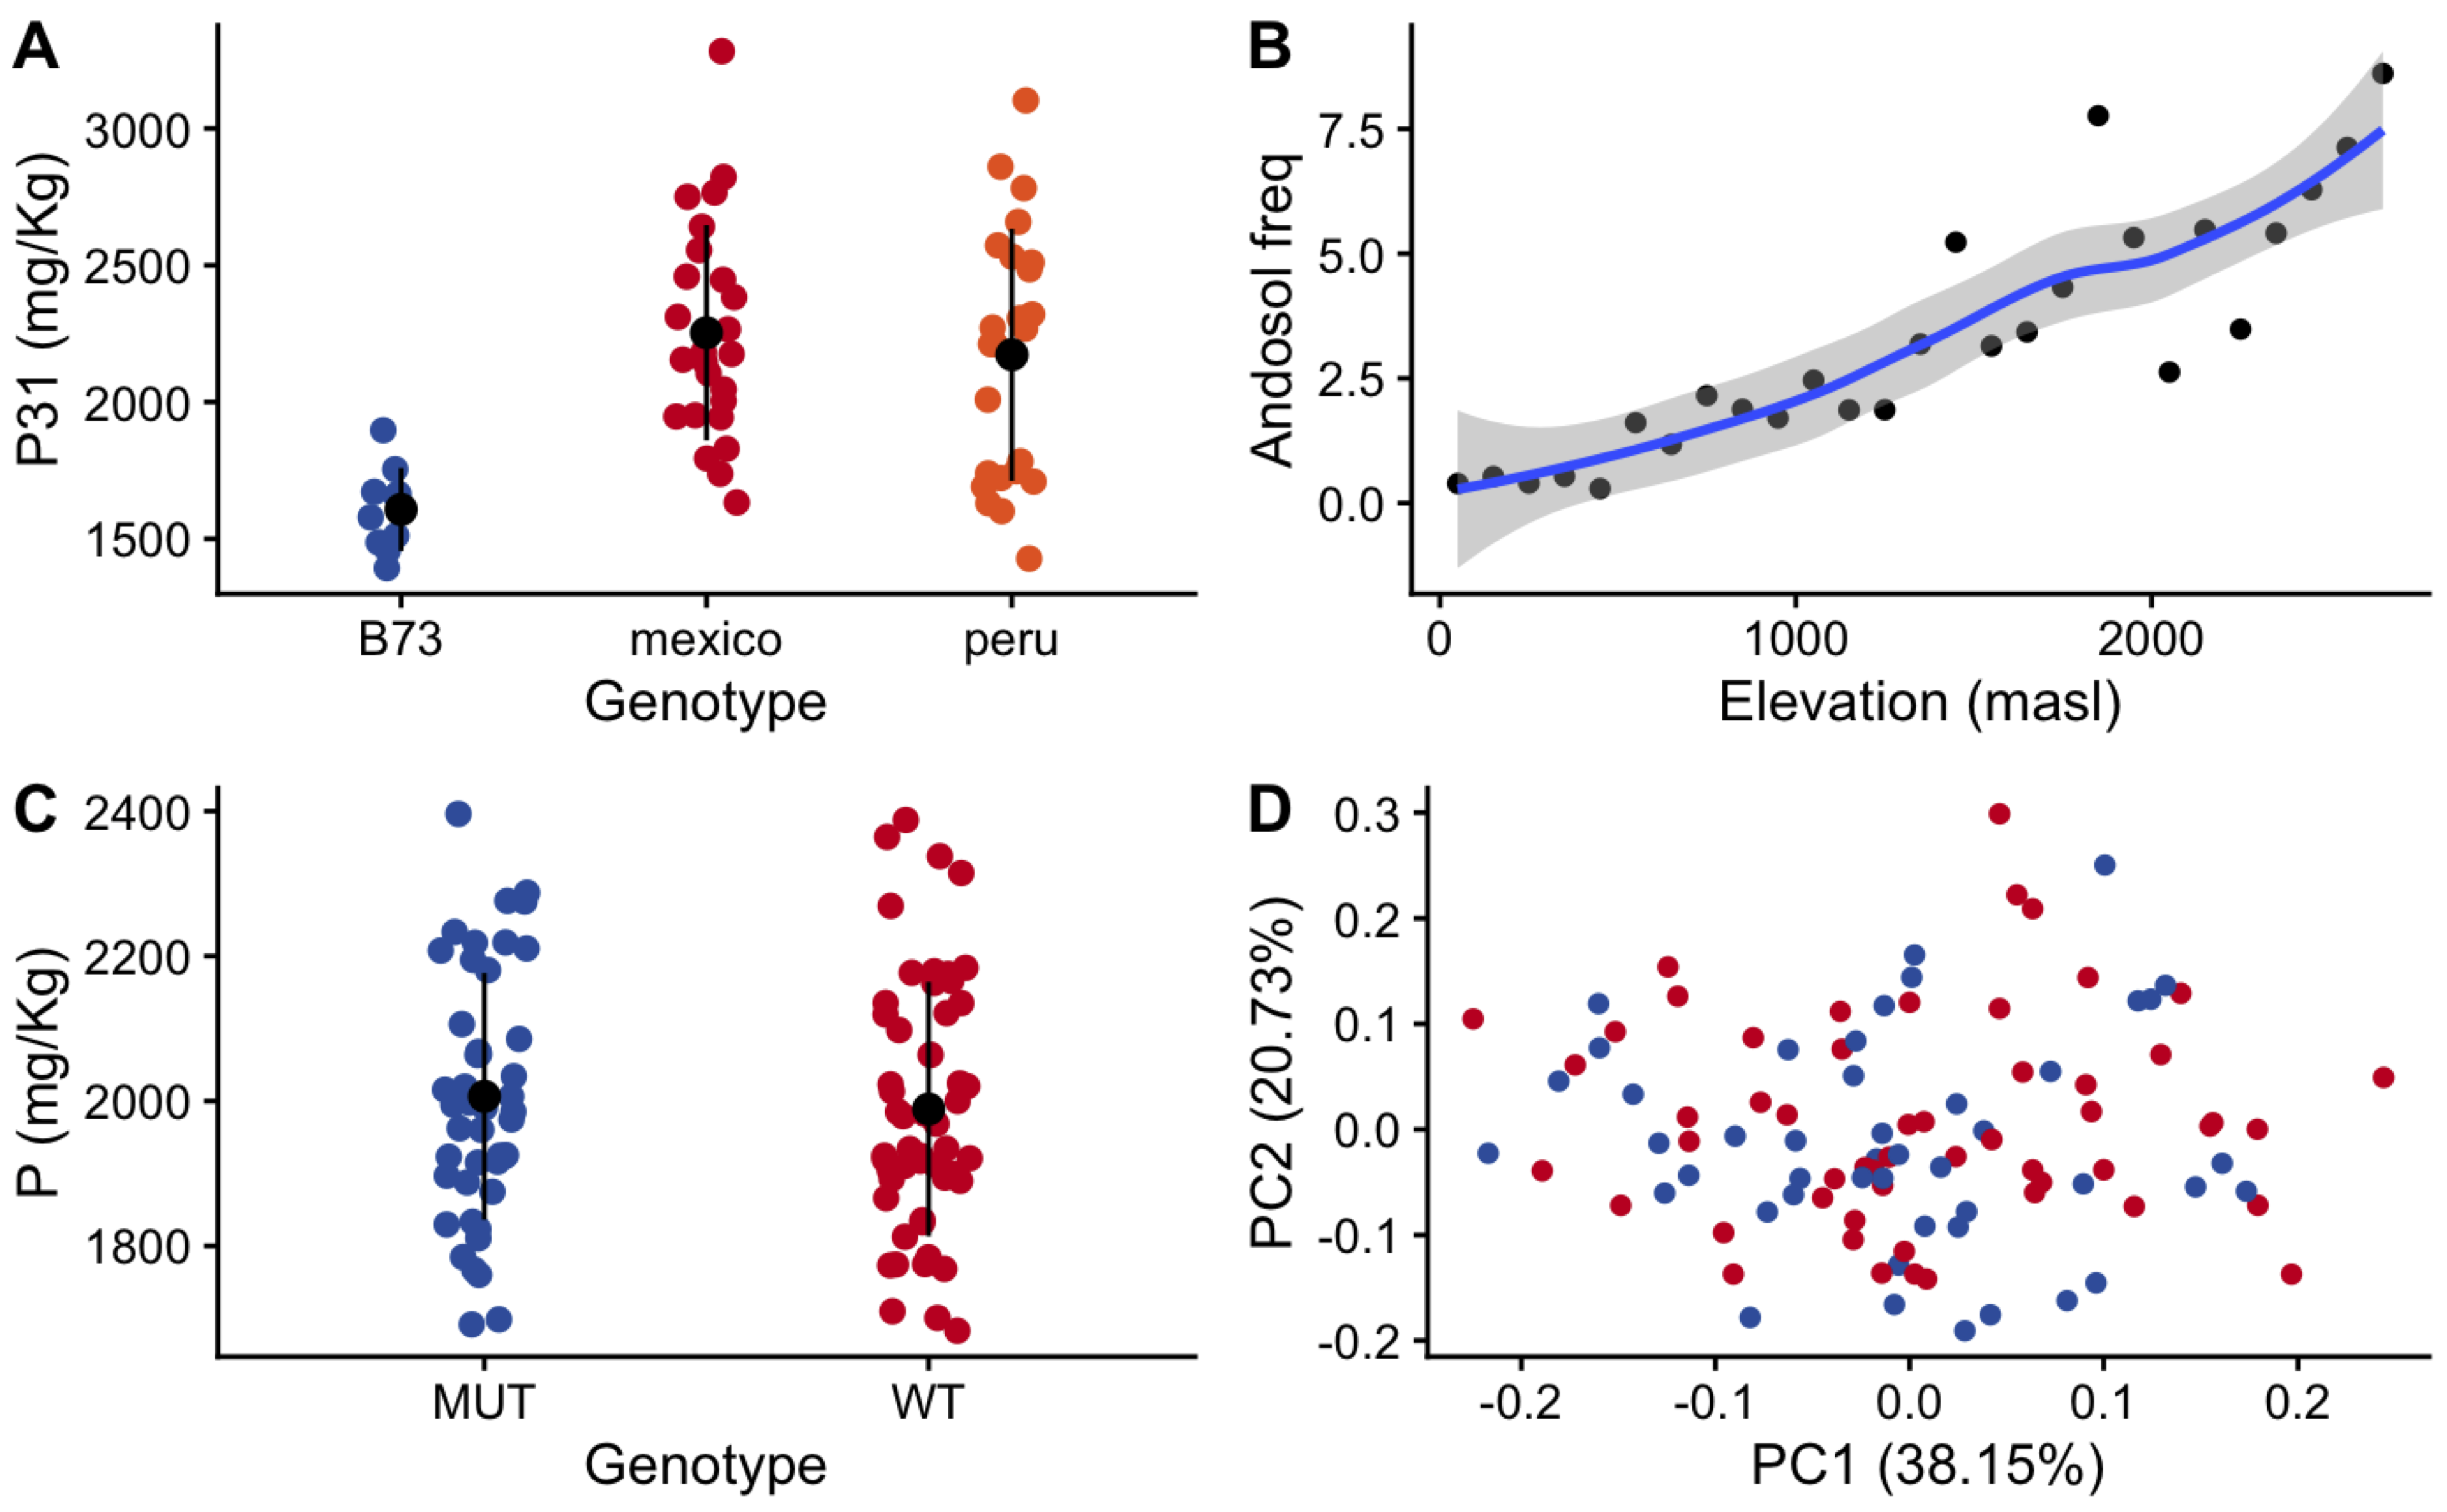 A
P31 (mg/Kg)
3000
2500
2000
1500
B73 mexico peru
Genotype
B
Andosol freq
7.5
5.0
2.5
0.0
0 1000 2000
Elevation (masl)
C
P (mg/Kg)
2400
2200
2000
1800
MUT WT
Genotype
D
PC2 (20.73%)
0.3
0.2
0.1
0.0
-0.1
-0.2
-0.2 -0.1 0.0 0.1 0.2
PC1 (38.15%)